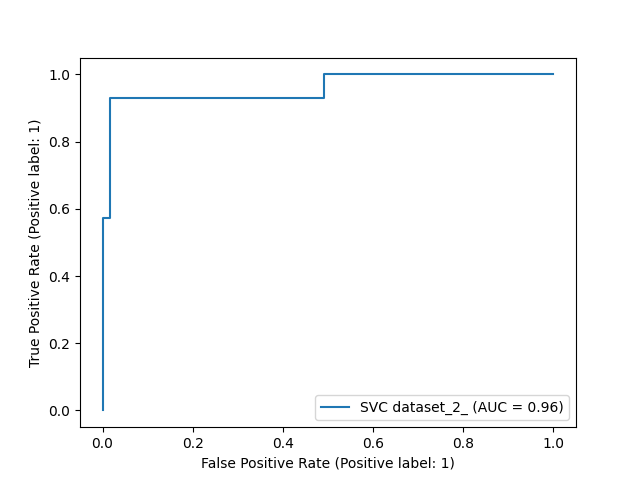 1.0
0.8
0.6
0.4
0.2
0.0
True Positive Rate (Positive label: 1)
SVC dataset_2_ (AUC = 0.96)
0.0 0.2 0.4 0.6 0.8 1.0
False Positive Rate (Positive label: 1)